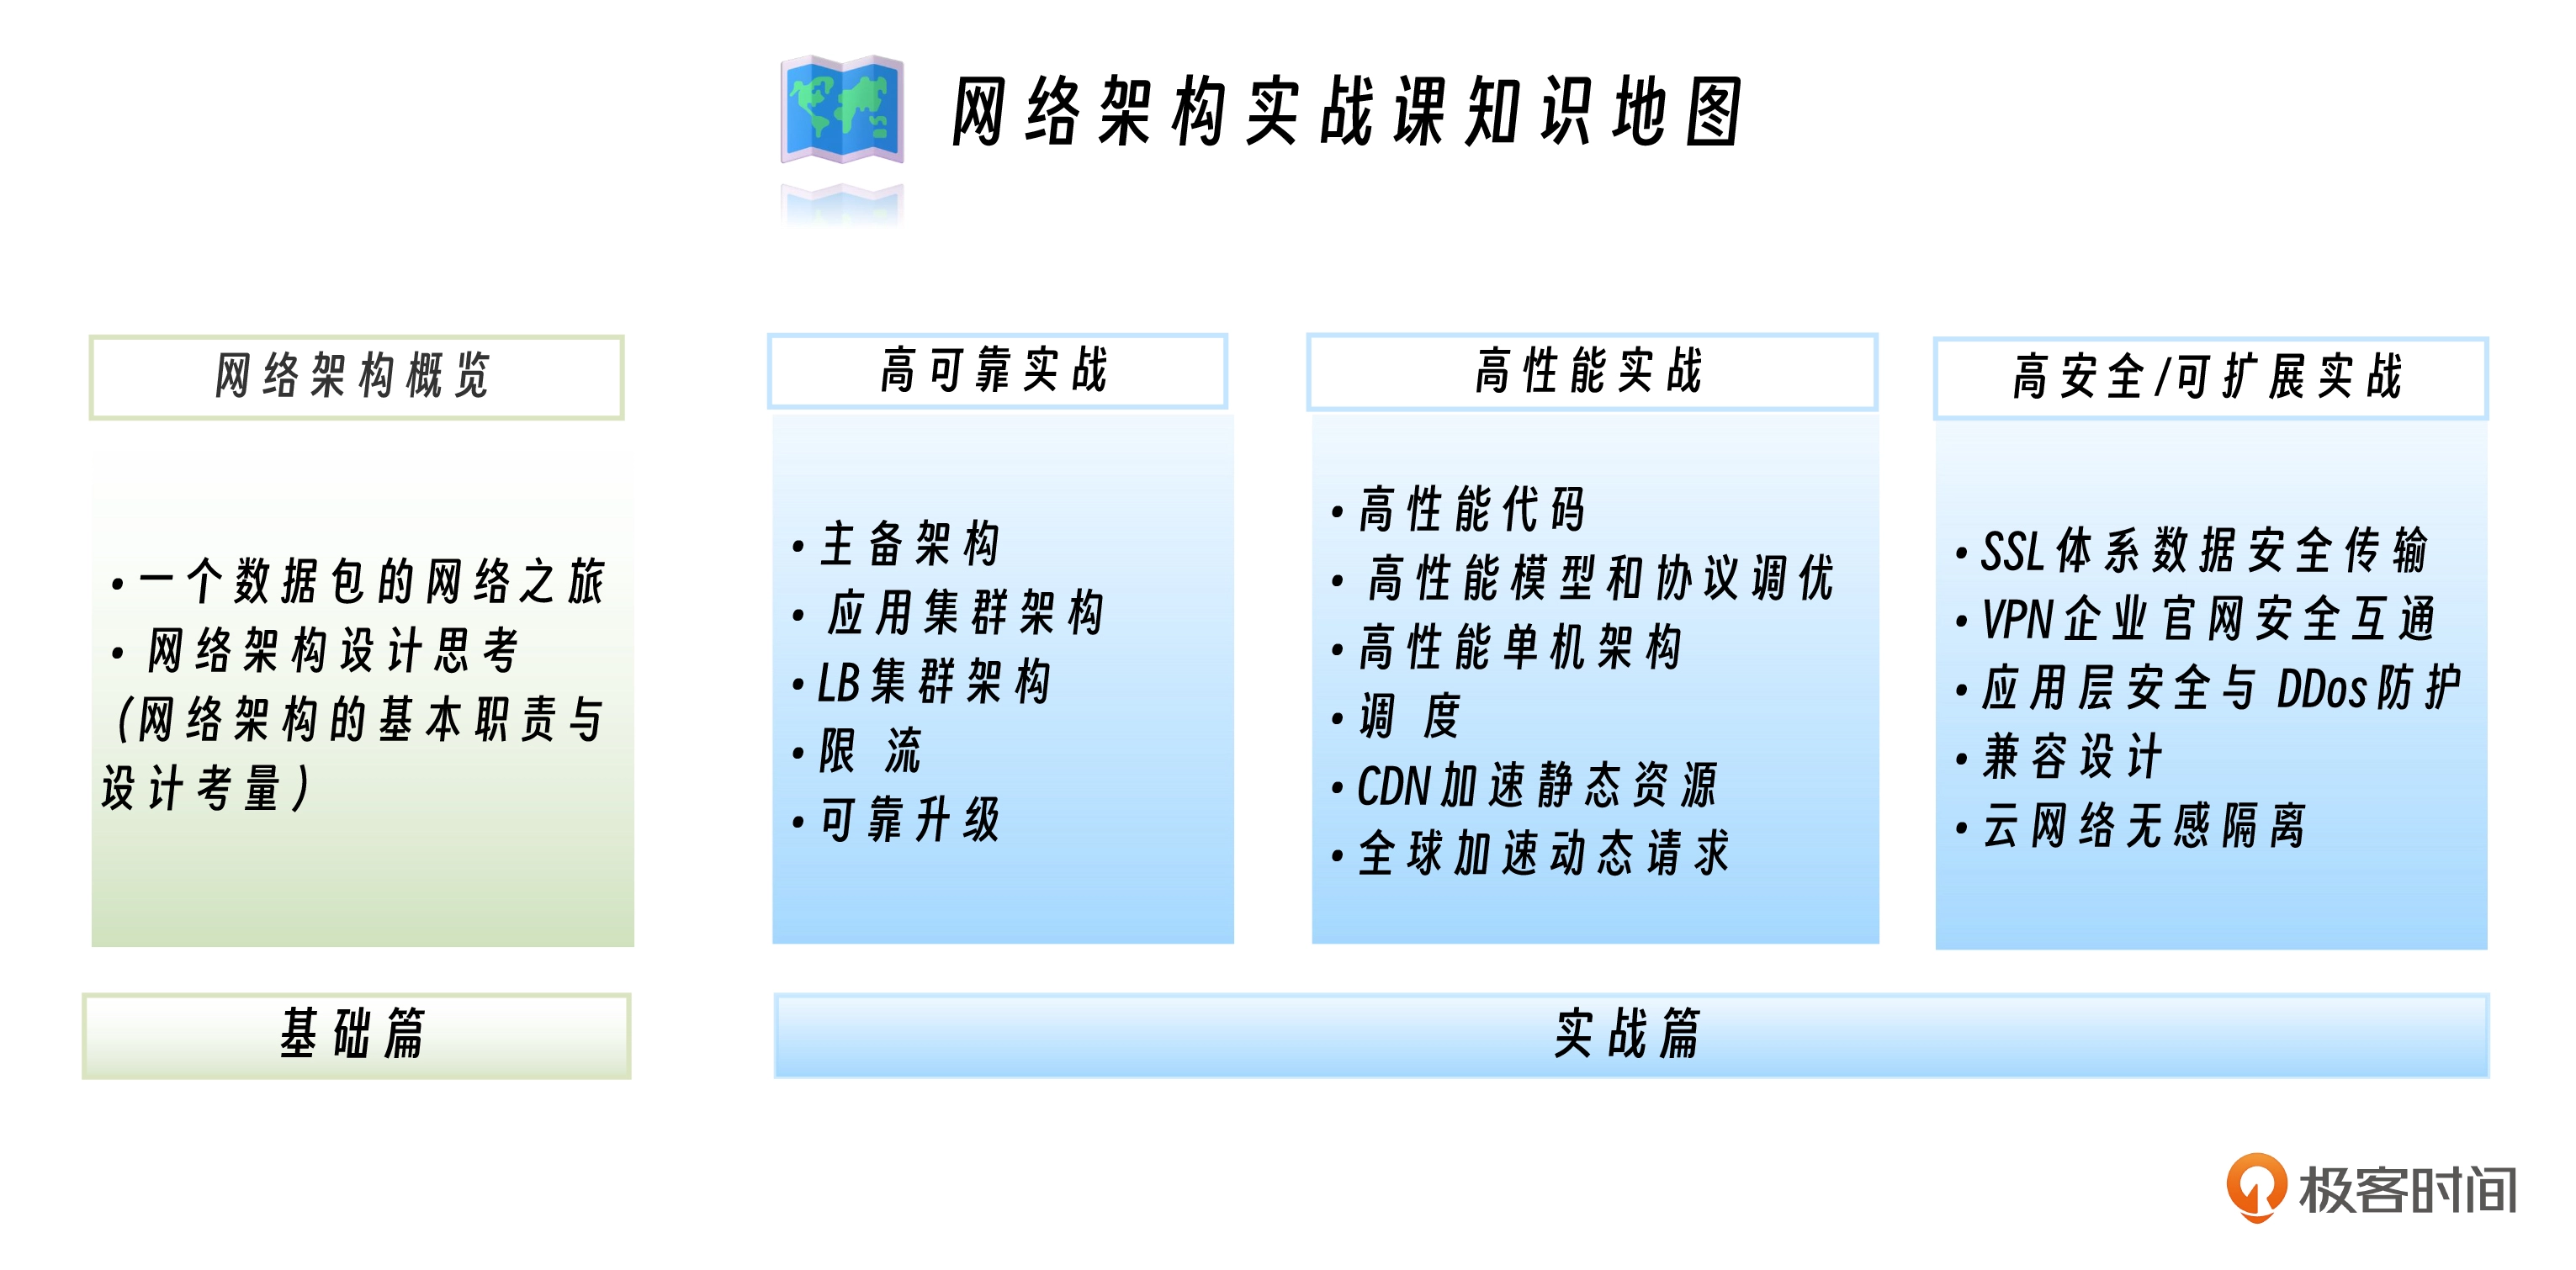 网络架构实战课知识地图
网络架构概览
•一个数据包的网络之旅
• 网络架构设计思考
(网络架构的基本职责与
设计考量)
基础篇
高可靠实战
•主备架构
• 应用集群架构
•LB集群架构
•限 流
•可靠升级
高性能实战
•高性能代码
• 高性能模型和协议调优
•高性能单机架构
•调 度
•CDN加速静态资源
•全球加速动态请求
高安全/可扩展实战
•SSL体系数据安全传输
•VPN企业官网安全互通
•应用层安全与DDos防护
•兼容设计
•云网络无感隔离
实战篇
极客时间